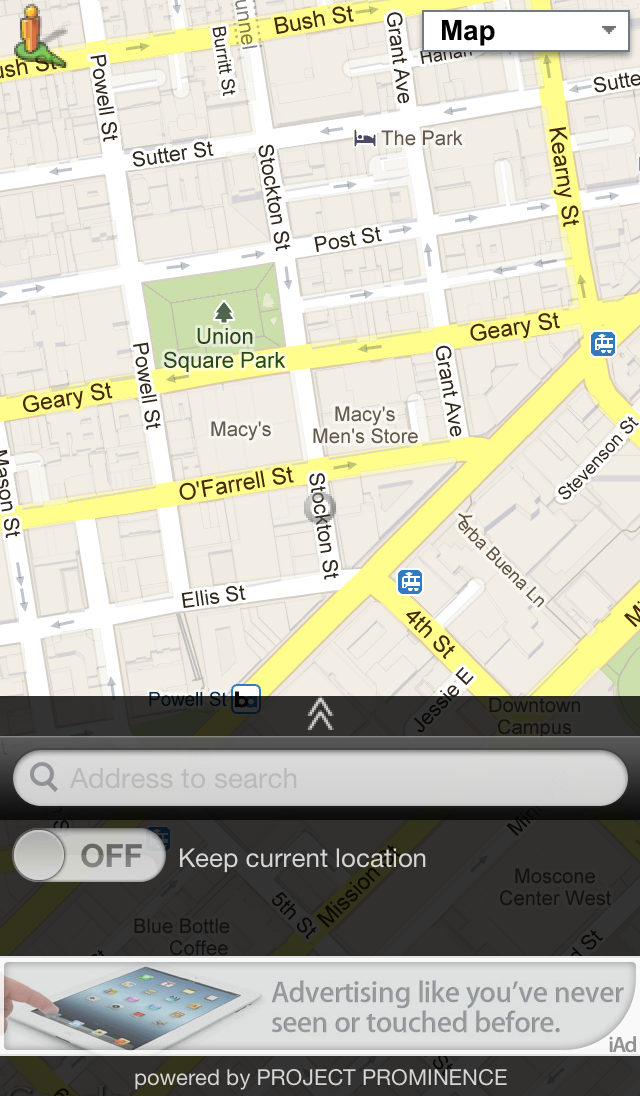 Bush St
Map
Powell St
Burritt St
Grant Ave
Sutter St
The Park
Kearny St
Stockton St
Post St
Union
Square Park
Geary St
Geary St
Powell St
Grant Ave
Macy's
Macy's
Men's Store
Mason St
O'Farrell St
Stockton St
Stevenson St
Yerba Buena Ln
Ellis St
4th St
Powell St
Jessie E
Downtown
Campus
Address to search
OFF
Keep current location
Mission St
Moscone
Center West
5th St
Blue Bottle
Coffee
Advertising like you've never
seen or touched before.
iAd
powered by PROJECT PROMINENCE